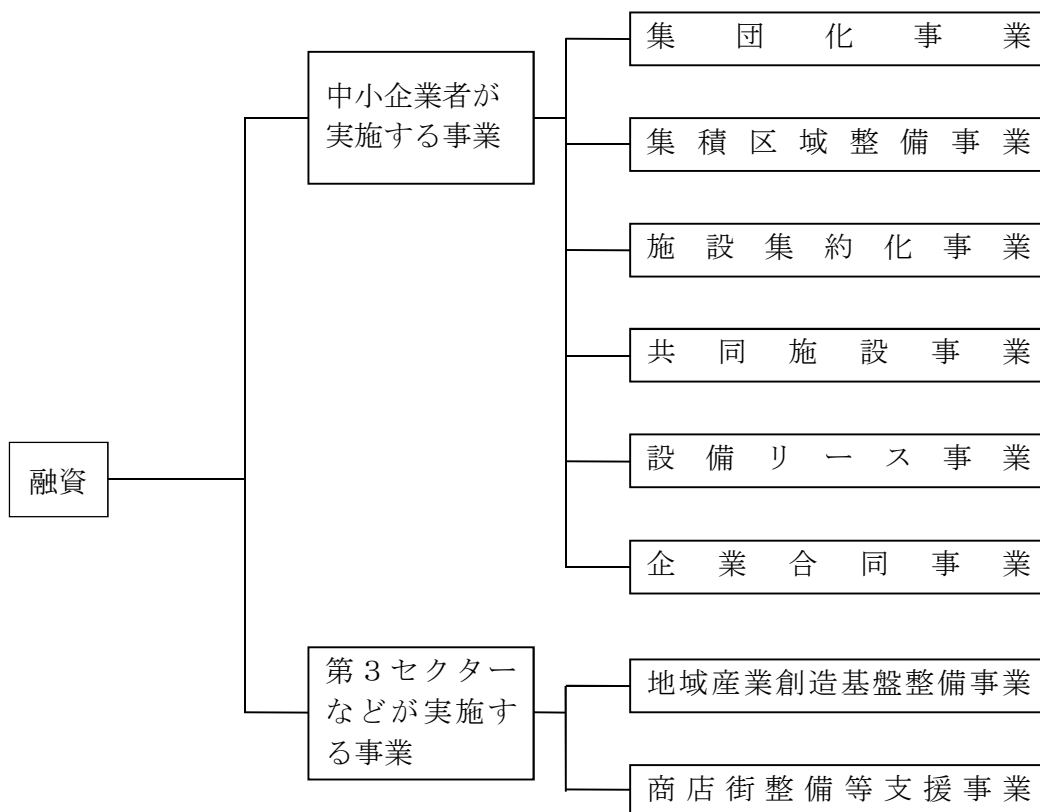 融資
中小企業者が
実施する事業
集団化事業
集積区域整備事業
施設集約化事業
共同施設事業
設備リース事業
企業合同事業
第3セクター
などが実施す
る事業
地域産業創造基盤整備事業
商店街整備等支援事業